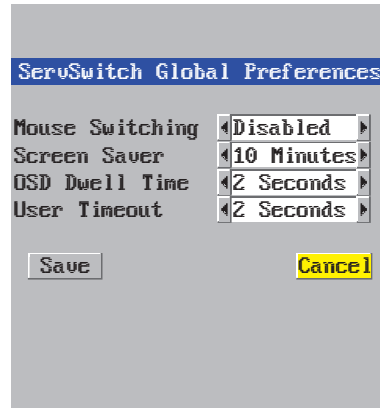 ServSwitch Global Preferences
Mouse Switching Disabled
Screen Saver 10 Minutes
OSD Dwell Time 2 Seconds
User Timeout 2 Seconds
Save Cancel